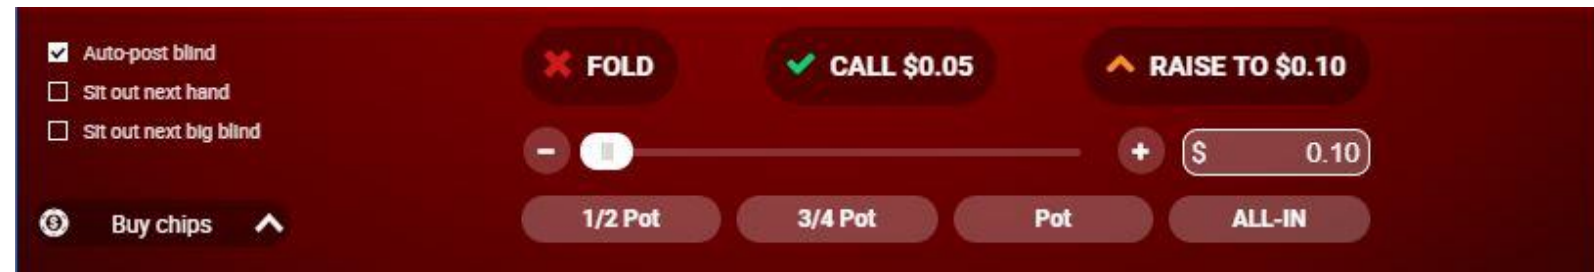 Auto-post blind
Sit out next hand
Sit out next big blind
Buy chips
FOLD
CALL $0.05
RAISE TO $0.10
$ 0.10
1/2 Pot
3/4 Pot
Pot
ALL-IN